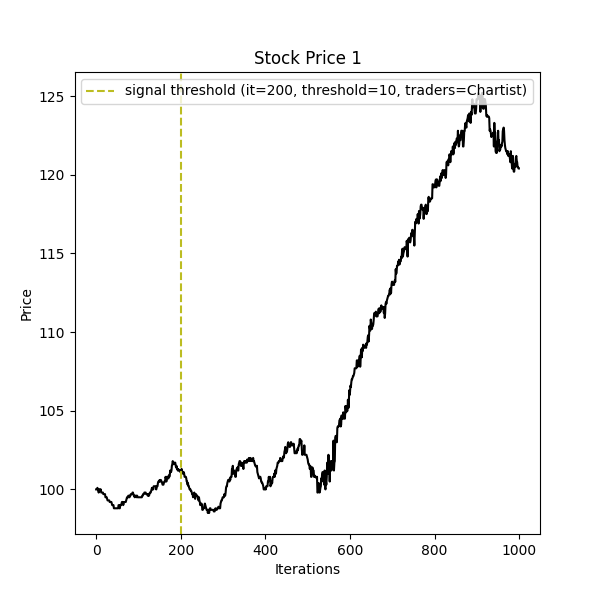 Stock Price 1
signal threshold (it=200, threshold=10, traders=Chartist)
125
120
115
110
105
100
Price
0 200 400 600 800 1000
Iterations